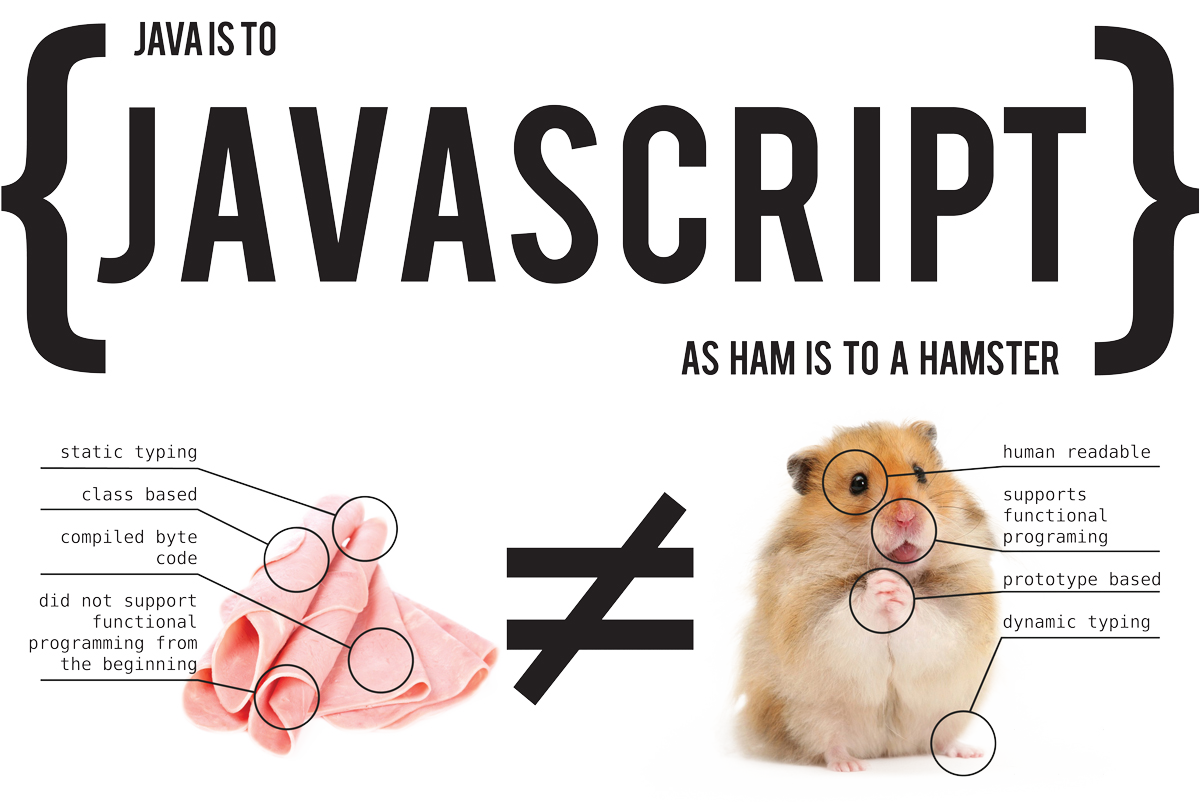 JAVA IS TO
{ JAVASCRIPT }
AS HAM IS TO A HAMSTER
static typing
class based
compiled byte
code
did not support
functional
programming from
the beginning
≠
human readable
supports
functional
programing
prototype based
dynamic typing